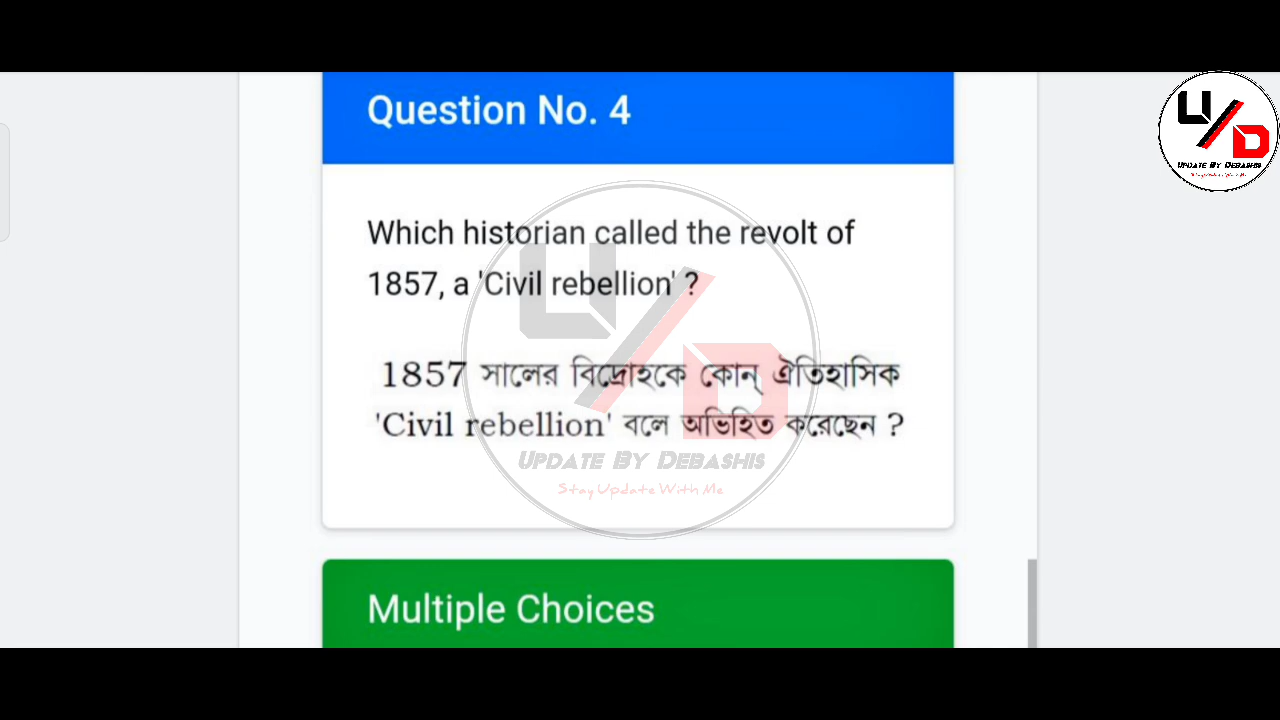 Question No. 4
Which historian called the revolt of
1857, a 'Civil rebellion' ?
1857 সালের বিদ্রোহকে কোন্ ঐতিহাসিক
'Civil rebellion' বলে অভিহিত করেছেন ?
UPDATE BY DEBASHIS
Stay Update With Me
Multiple Choices
U/D
UPDATE BY DEBASHIS